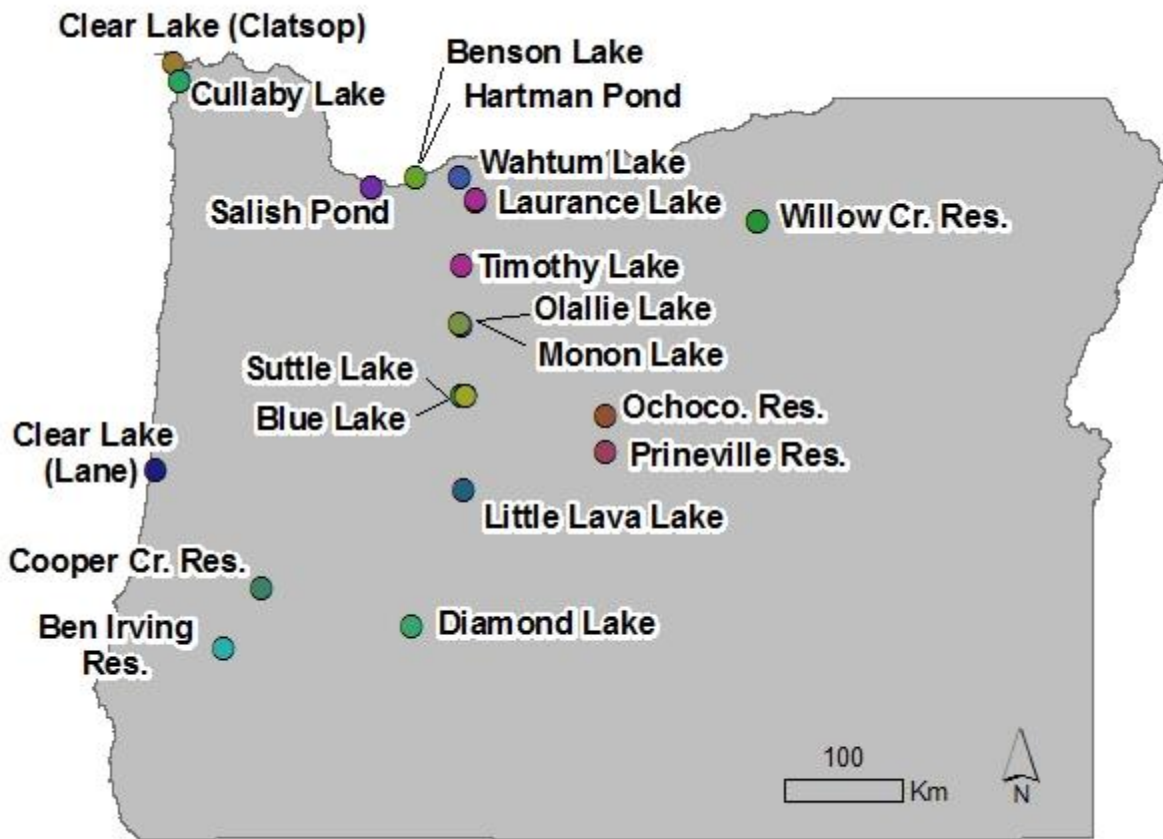 Clear Lake (Clatsop)
Benson Lake
Cullaby Lake
Hartman Pond
Wahtum Lake
Salish Pond
Laurance Lake
Willow Cr. Res.
Timothy Lake
Olallie Lake
Monon Lake
Suttle Lake
Blue Lake
Ochoco. Res.
Clear Lake
(Lane)
Prineville Res.
Little Lava Lake
Cooper Cr. Res.
Ben Irving
Res.
Diamond Lake
100
Km
N